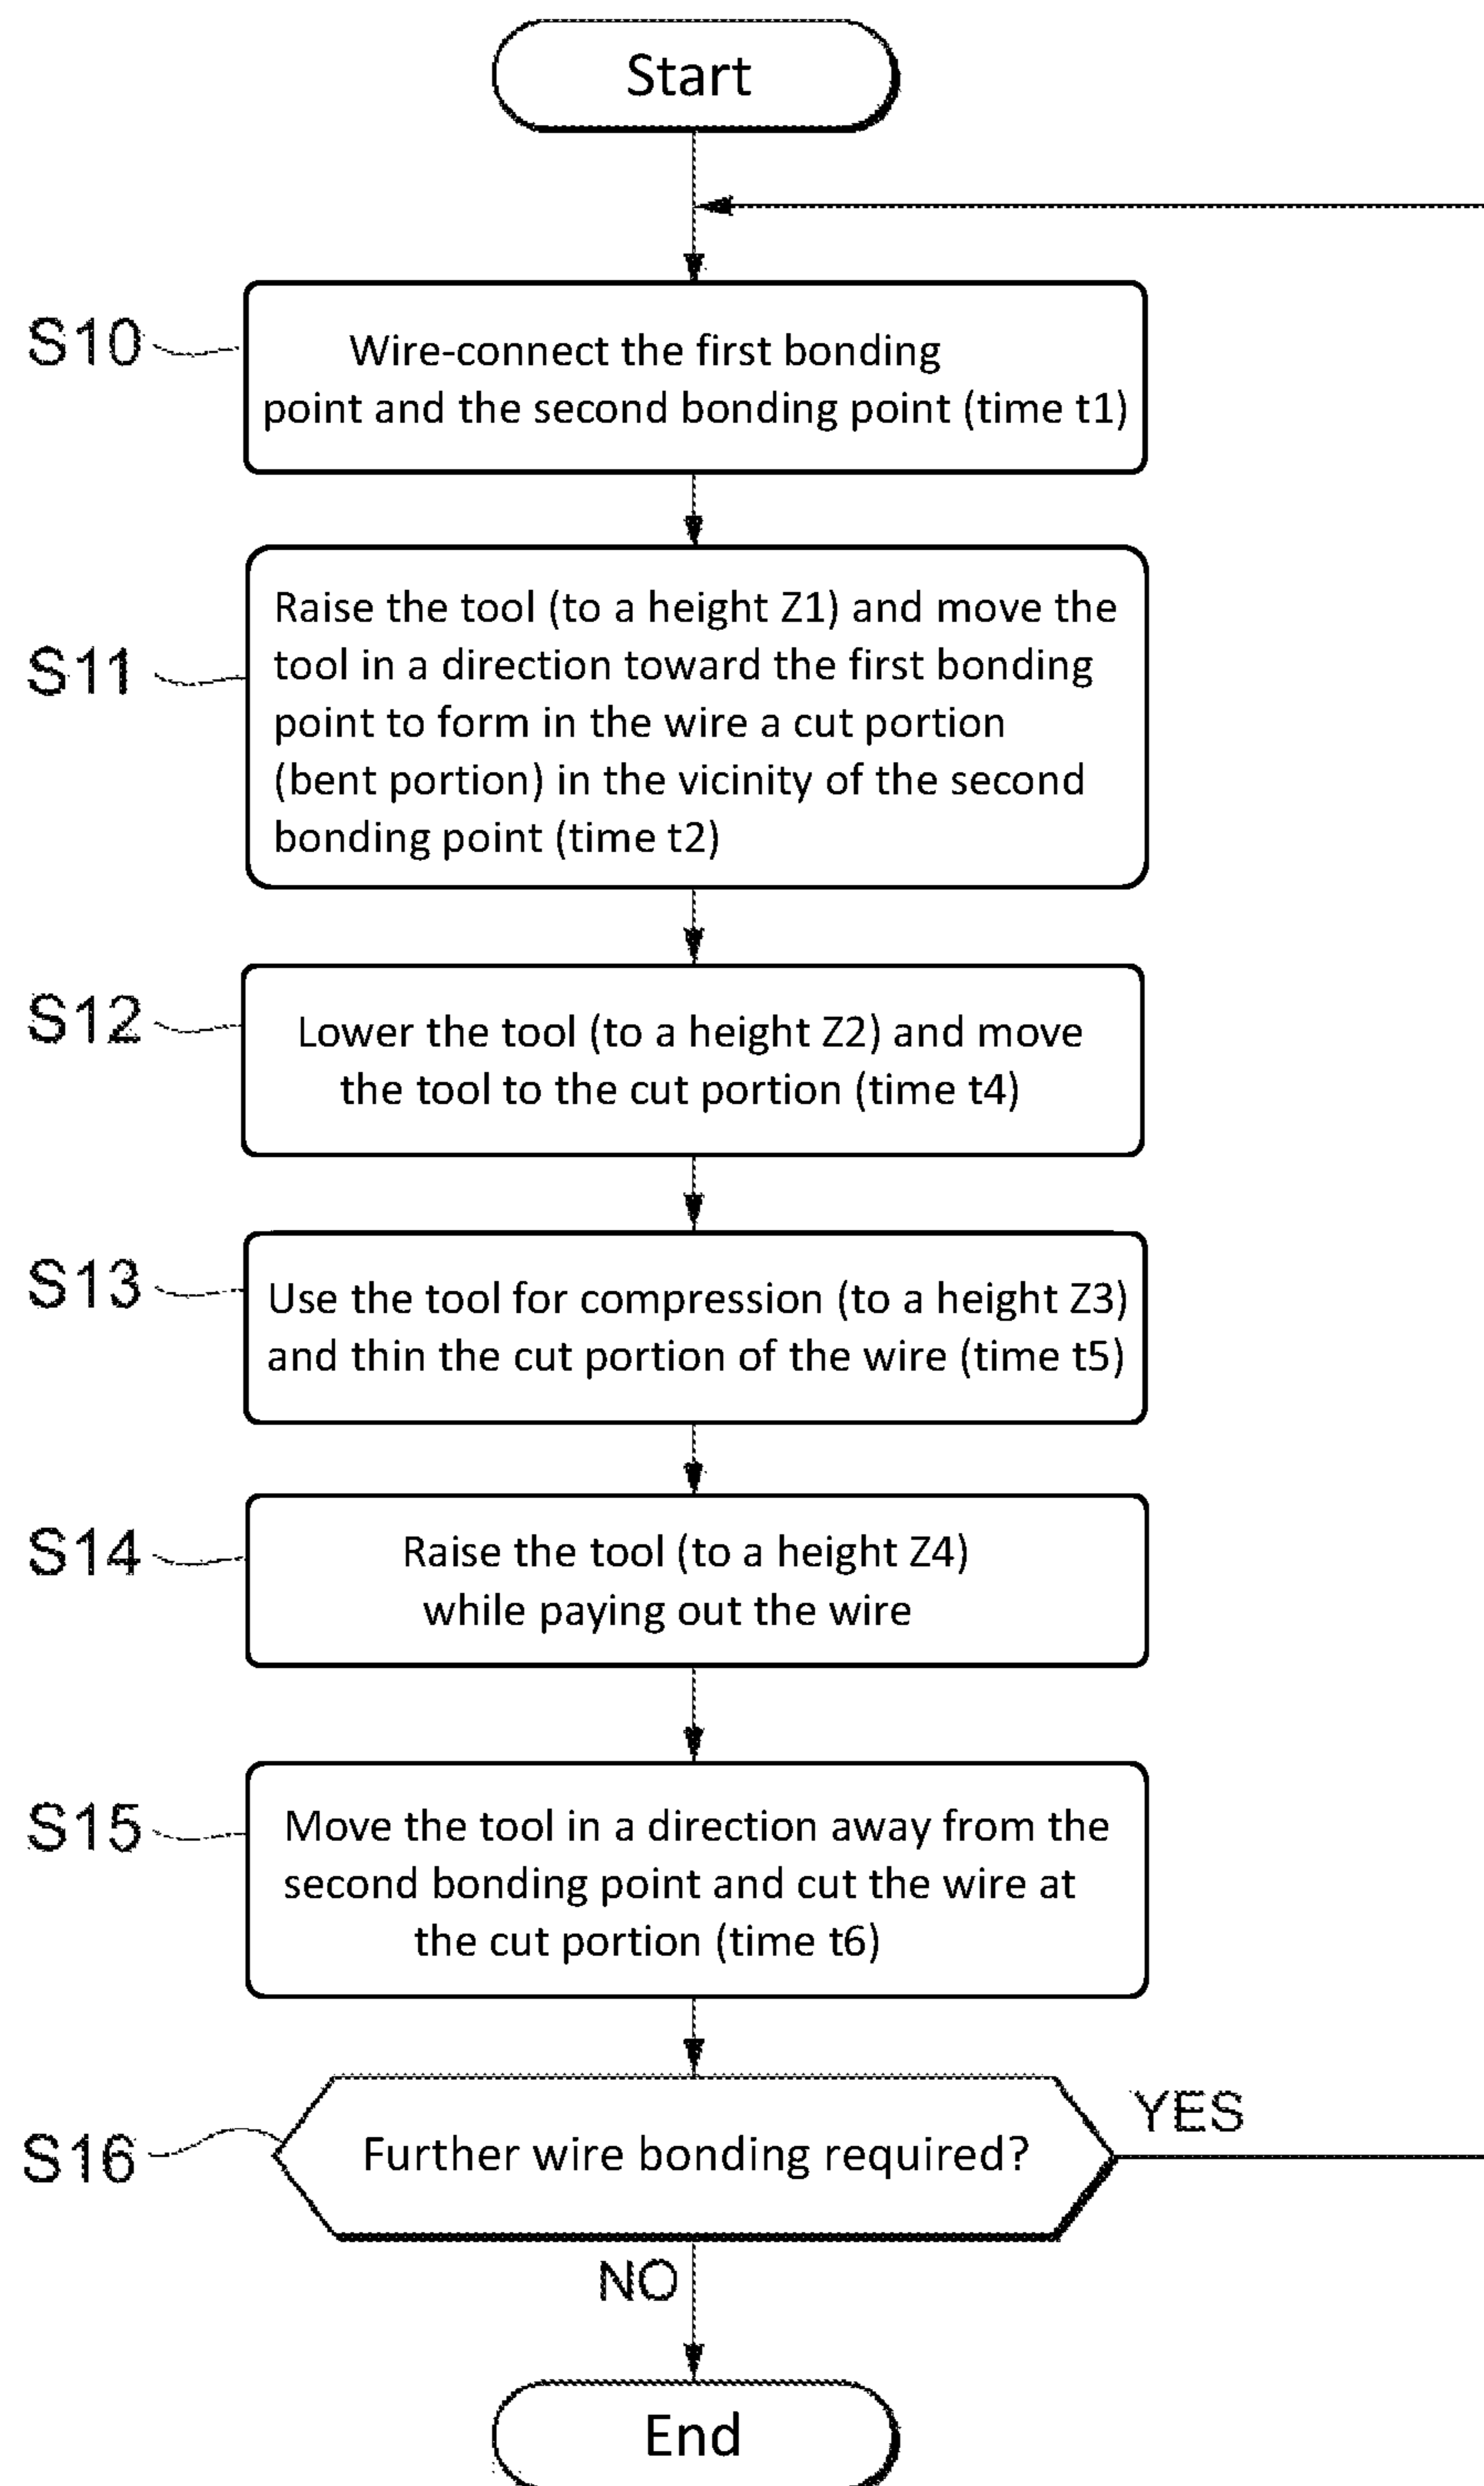 Start
S10
Wire-connect the first bonding
point and the second bonding point (time t1)
S11
Raise the tool (to a height Z1) and move the
tool in a direction toward the first bonding
point to form in the wire a cut portion
(bent portion) in the vicinity of the second
bonding point (time t2)
S12
Lower the tool (to a height Z2) and move
the tool to the cut portion (time t4)
S13
Use the tool for compression (to a height Z3)
and thin the cut portion of the wire (time t5)
S14
Raise the tool (to a height Z4)
while paying out the wire
S15
Move the tool in a direction away from the
second bonding point and cut the wire at
the cut portion (time t6)
S16
Further wire bonding required?
YES
NO
End